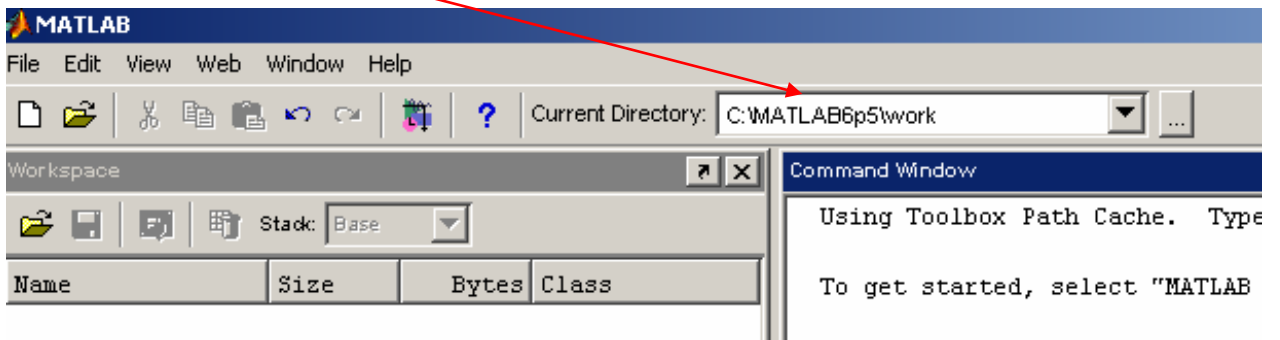 MATLAB
File Edit View Web Window Help
? Current Directory: C:\MATLAB6p5\work ...
Workspace
Command Window
Stack: Base
Using Toolbox Path Cache. Type
Name Size Bytes Class
To get started, select "MATLAB